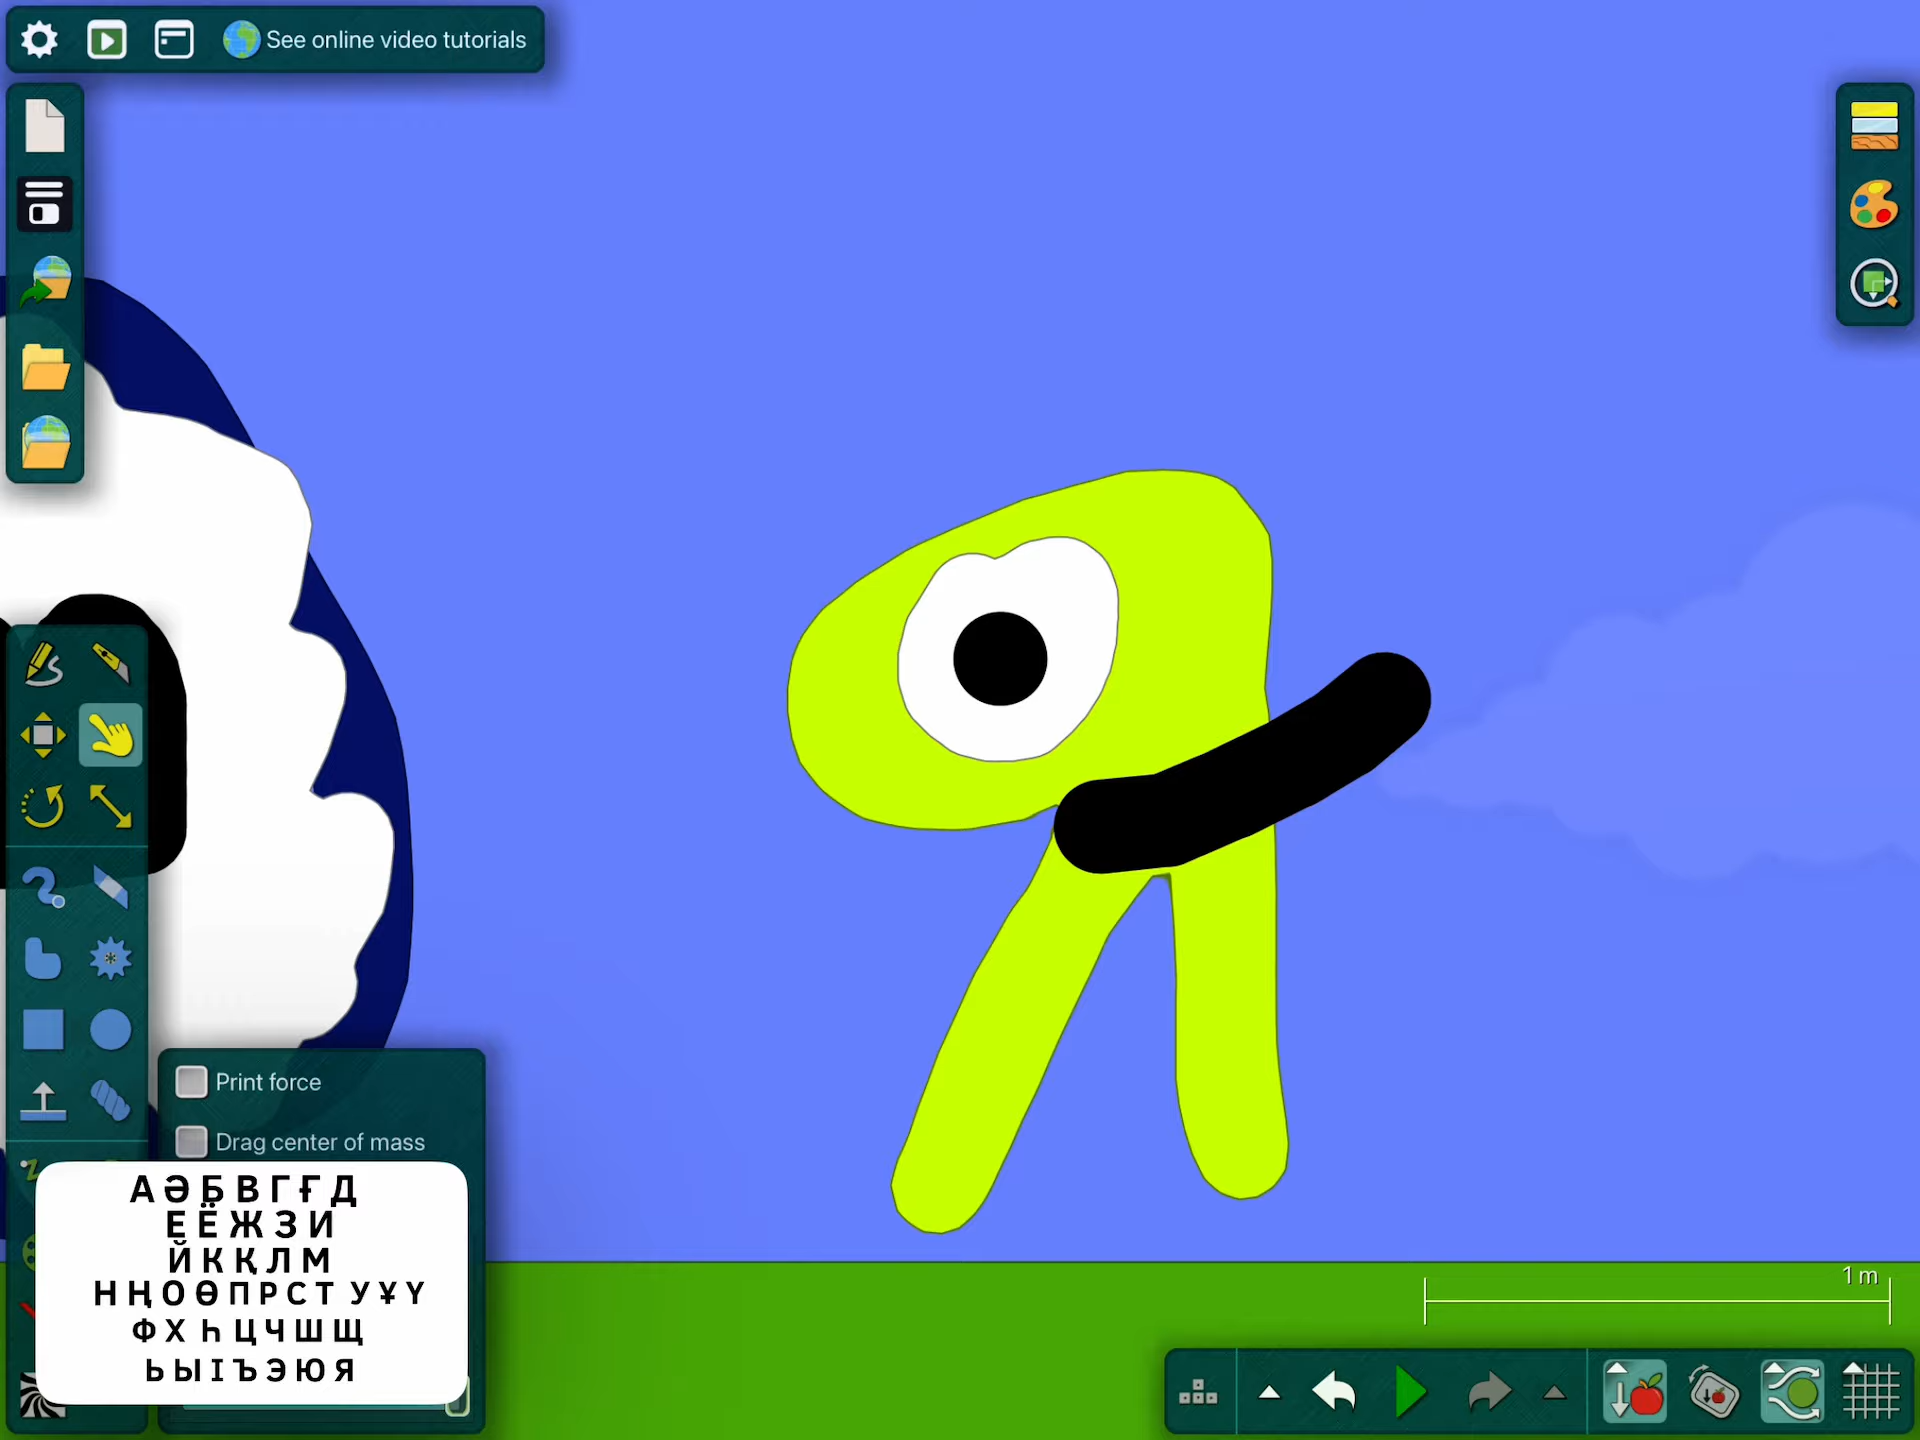 See online video tutorials
Print force
Drag center of mass
А Ә Б В Г Ғ Д
Е Ё Ж З И
Й К Қ Л М
Н Ң О Ө П Р С Т У Ұ Ү
Ф Х Һ Ц Ч Ш Щ
Ь Ы І Ъ Э Ю Я
1 m